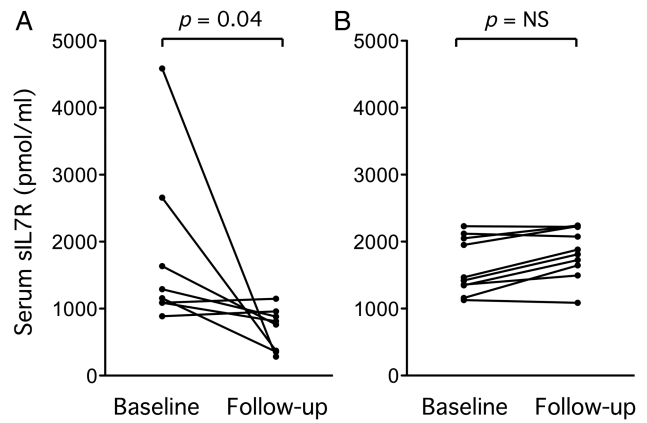 A
p = 0.04
5000
4000
3000
2000
1000
0
Serum sIL7R (pmol/ml)
Baseline
Follow-up
B
p = NS
5000
4000
3000
2000
1000
0
Baseline
Follow-up